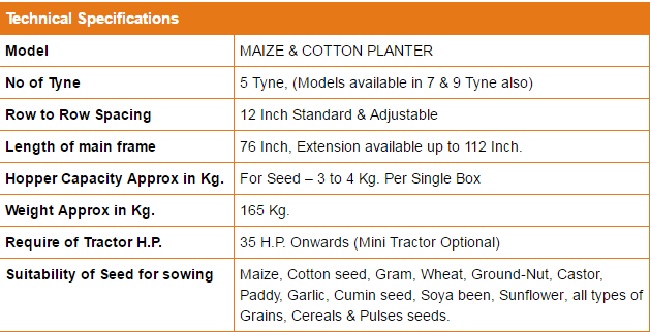 Technical Specifications
Model MAIZE & COTTON PLANTER
No of Tyne 5 Tyne, (Models available in 7 & 9 Tyne also)
Row to Row Spacing 12 Inch Standard & Adjustable
Length of main frame 76 Inch, Extension available up to 112 Inch.
Hopper Capacity Approx in Kg. For Seed – 3 to 4 Kg. Per Single Box
Weight Approx in Kg. 165 Kg.
Require of Tractor H.P. 35 H.P. Onwards (Mini Tractor Optional)
Suitability of Seed for sowing Maize, Cotton seed, Gram, Wheat, Ground-Nut, Castor,
Paddy, Garlic, Cumin seed, Soya been, Sunflower, all types of
Grains, Cereals & Pulses seeds.